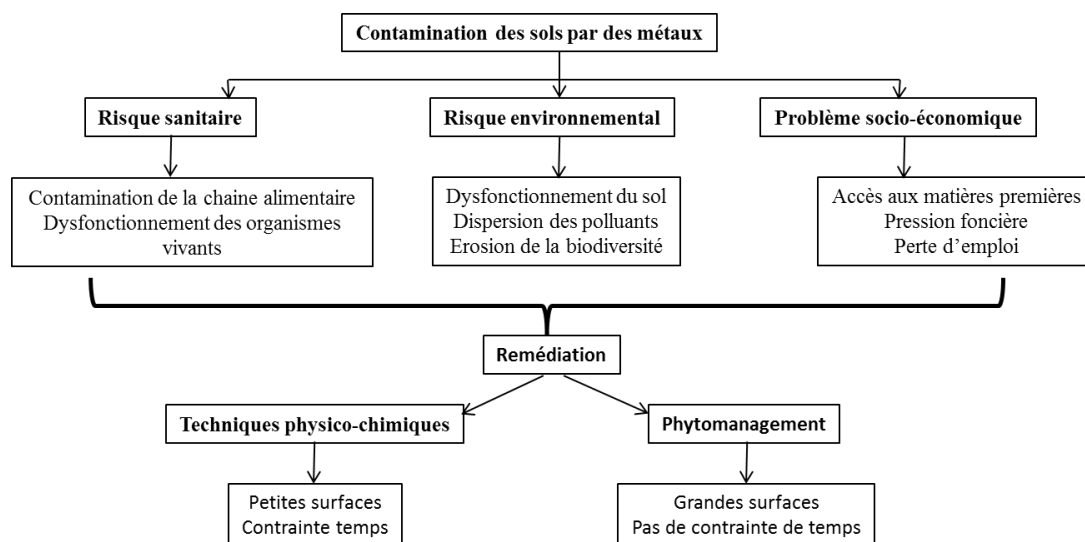 Contamination des sols par des métaux
Risque sanitaire
Risque environnemental
Problème socio-économique
Contamination de la chaine alimentaire
Dysfonctionnement des organismes
vivants
Dysfonctionnement du sol
Dispersion des polluants
Erosion de la biodiversité
Accès aux matières premières
Pression foncière
Perte d’emploi
Remédiation
Techniques physico-chimiques
Phytomanagement
Petites surfaces
Contrainte temps
Grandes surfaces
Pas de contrainte de temps